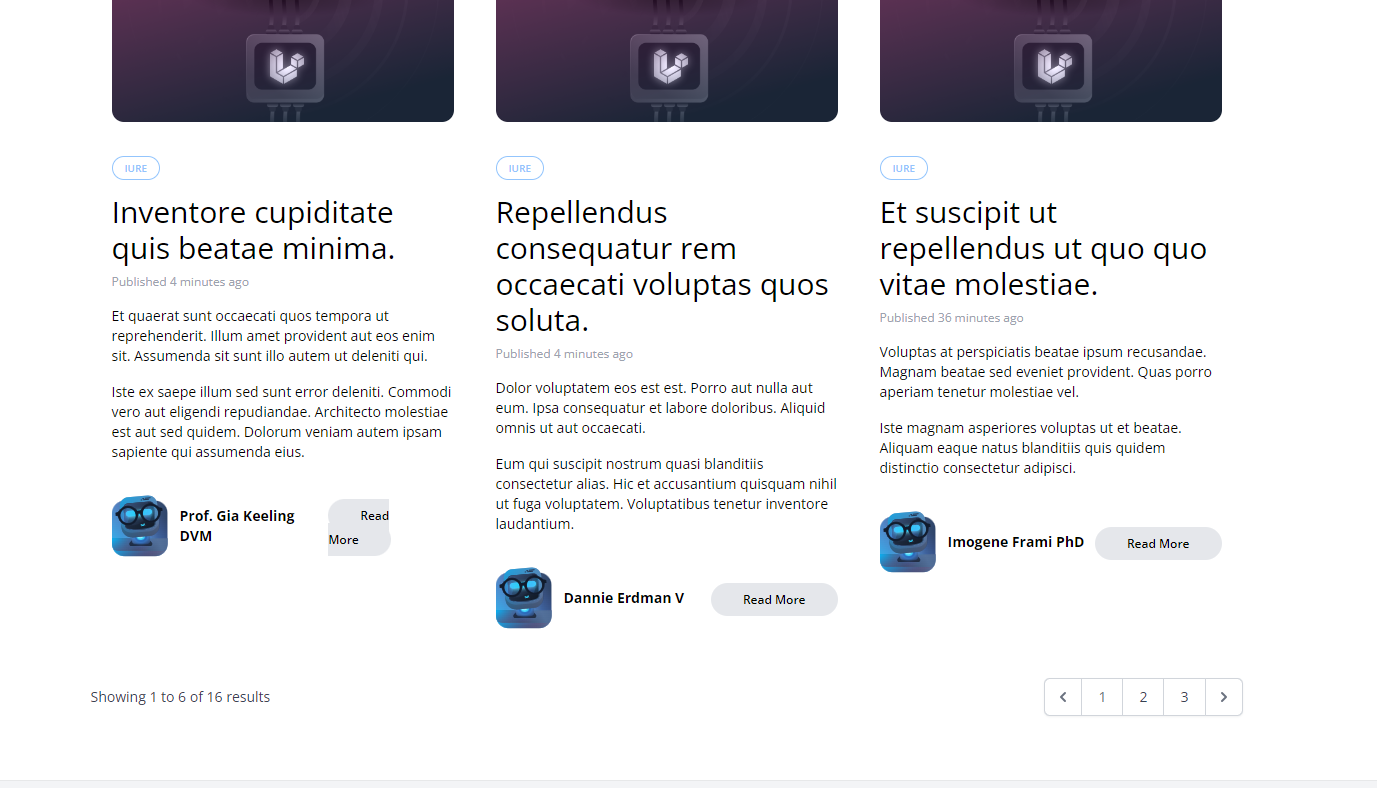 IURE
Inventore cupiditate
quis beatae minima.
Published 4 minutes ago
Et quaerat sunt occaecati quos tempora ut
reprehenderit. Illum amet provident aut eos enim
sit. Assumenda sit sunt illo autem ut deleniti qui.
Iste ex saepe illum sed sunt error deleniti. Commodi
vero aut eligendi repudiandae. Architecto molestiae
est aut sed quidem. Dolorum veniam autem ipsam
sapiente qui assumenda eius.
Prof. Gia Keeling
DVM
Read
More
IURE
Repellendus
consequatur rem
occaecati voluptas quos
soluta.
Published 4 minutes ago
Dolor voluptatem eos est est. Porro aut nulla aut
eum. Ipsa consequatur et labore doloribus. Aliquid
omnis ut aut occaecati.
Eum qui suscipit nostrum quasi blanditiis
consectetur alias. Hic et accusantium quisquam nihil
ut fuga voluptatem. Voluptatibus tenetur inventore
laudantium.
Dannie Erdman V
Read More
IURE
Et suscipit ut
repellendus ut quo quo
vitae molestiae.
Published 36 minutes ago
Voluptas at perspiciatis beatae ipsum recusandae.
Magnam beatae sed eveniet provident. Quas porro
aperiam tenetur molestiae vel.
Iste magnam asperiores voluptas ut et beatae.
Aliquam eaque natus blanditiis quis quidem
distinctio consectetur adipisci.
Imogene Frami PhD
Read More
Showing 1 to 6 of 16 results
1 2 3